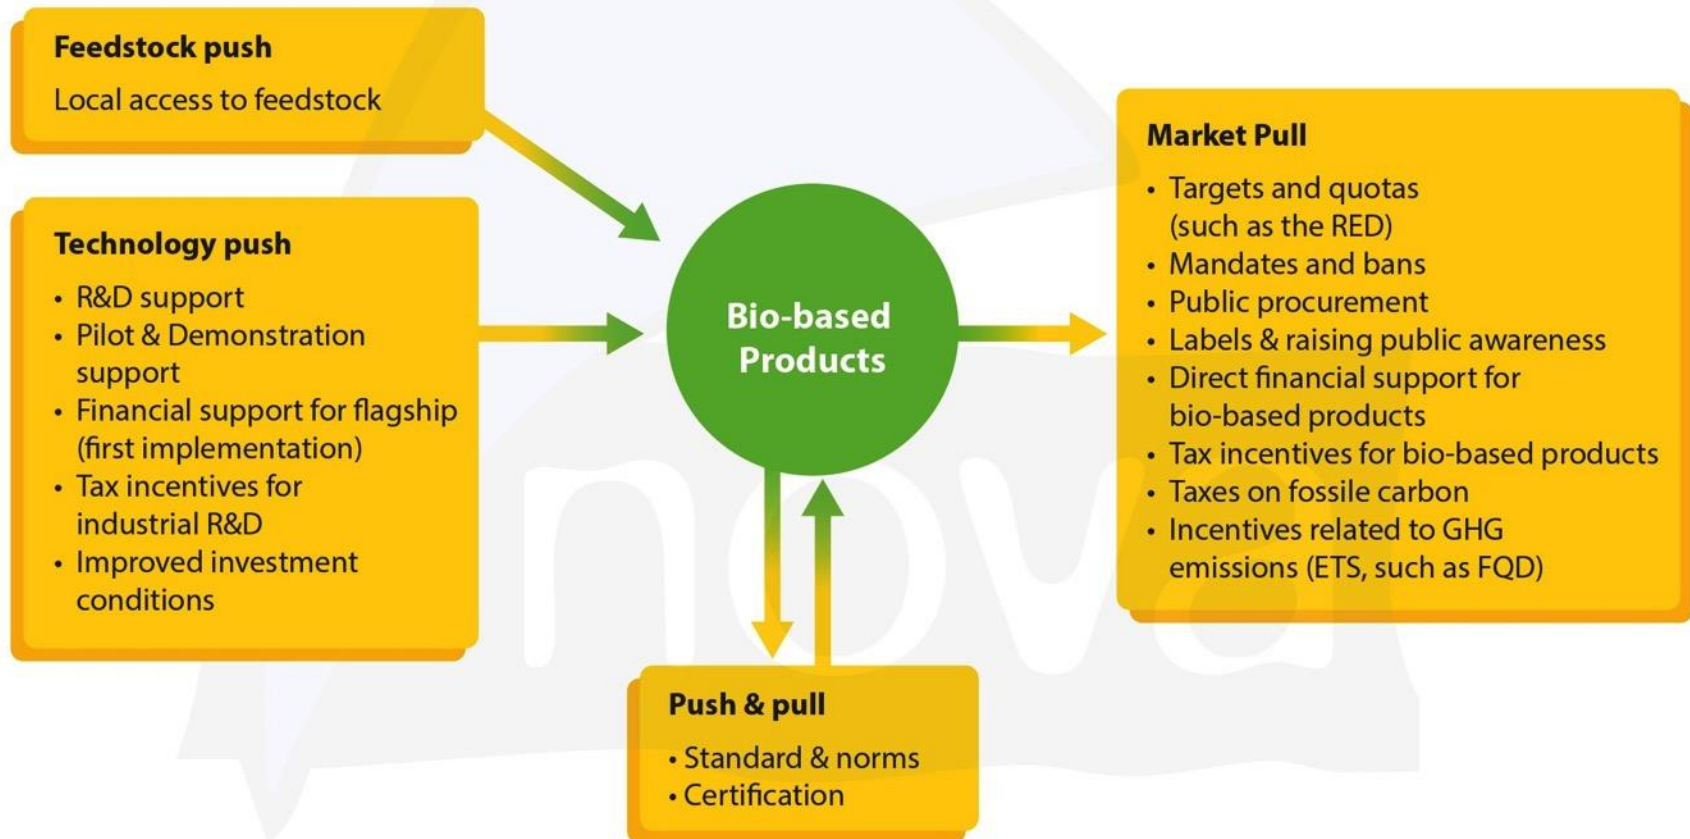 Feedstock push
Local access to feedstock
Technology push
• R&D support
• Pilot & Demonstration
support
• Financial support for flagship
(first implementation)
• Tax incentives for
industrial R&D
• Improved investment
conditions
Bio-based
Products
Market Pull
• Targets and quotas
(such as the RED)
• Mandates and bans
• Public procurement
• Labels & raising public awareness
• Direct financial support for
bio-based products
• Tax incentives for bio-based products
• Taxes on fossile carbon
• Incentives related to GHG
emissions (ETS, such as FQD)
Push & pull
• Standard & norms
• Certification
nova